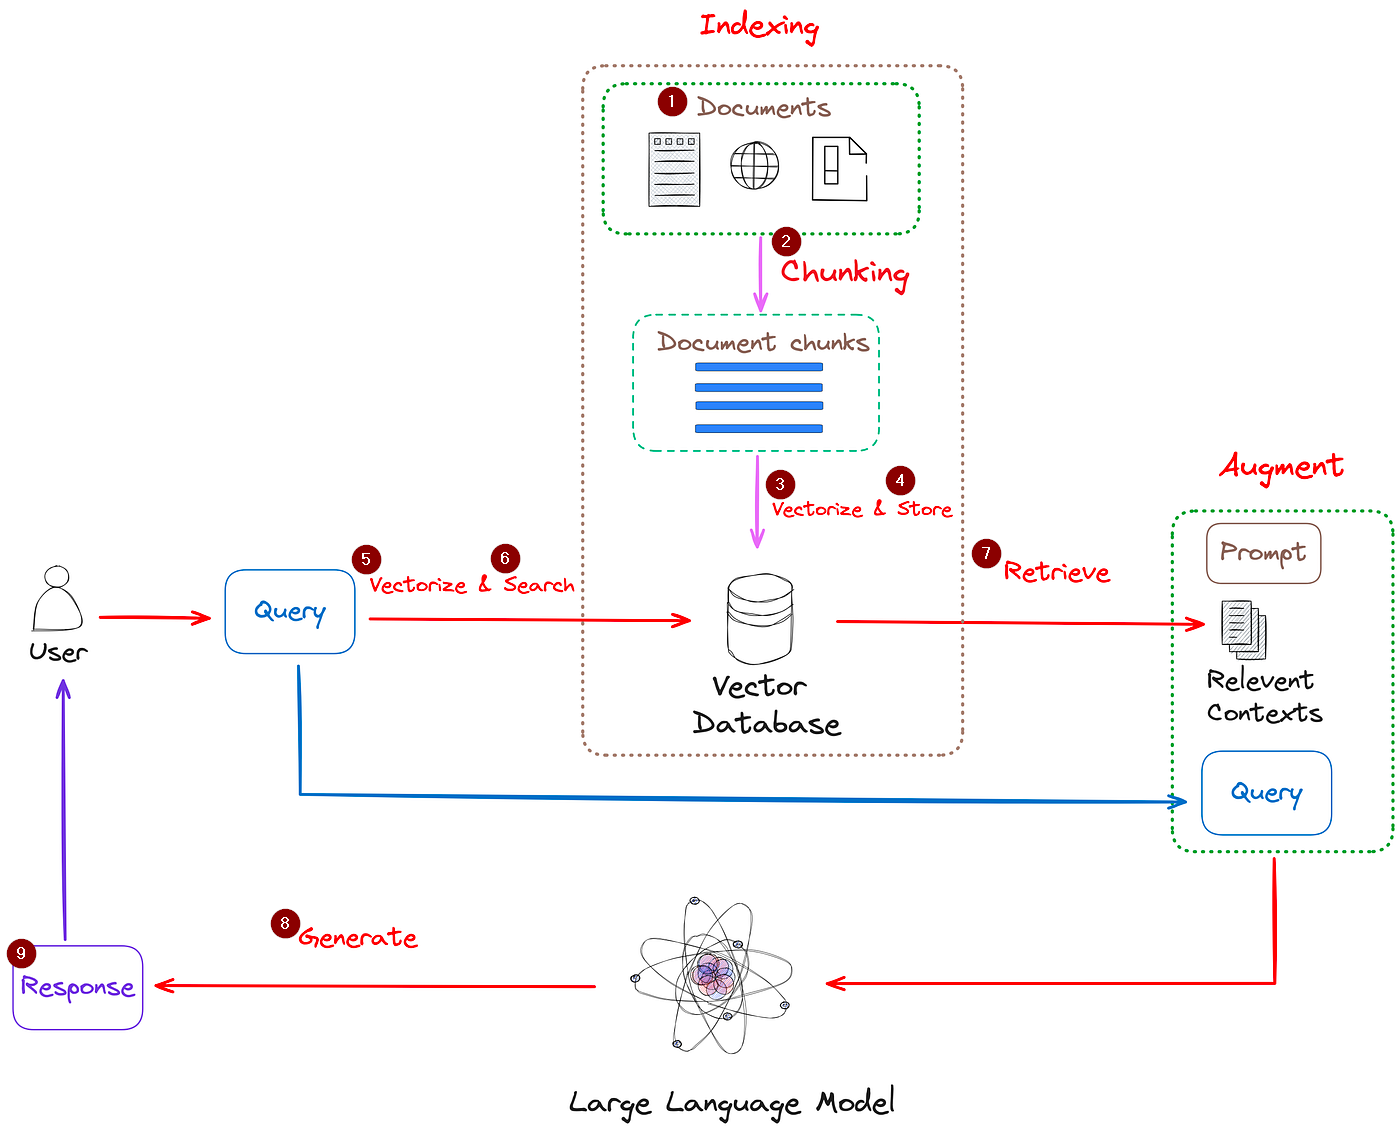 Indexing
1
Documents
2
Chunking
Document chunks
3
4
Vectorize & Store
Augment
Prompt
5
6
Vectorize & Search
7
Retrieve
Query
User
Vector
Database
Relevent
Contexts
Query
8
Generate
9
Response
Large Language Model